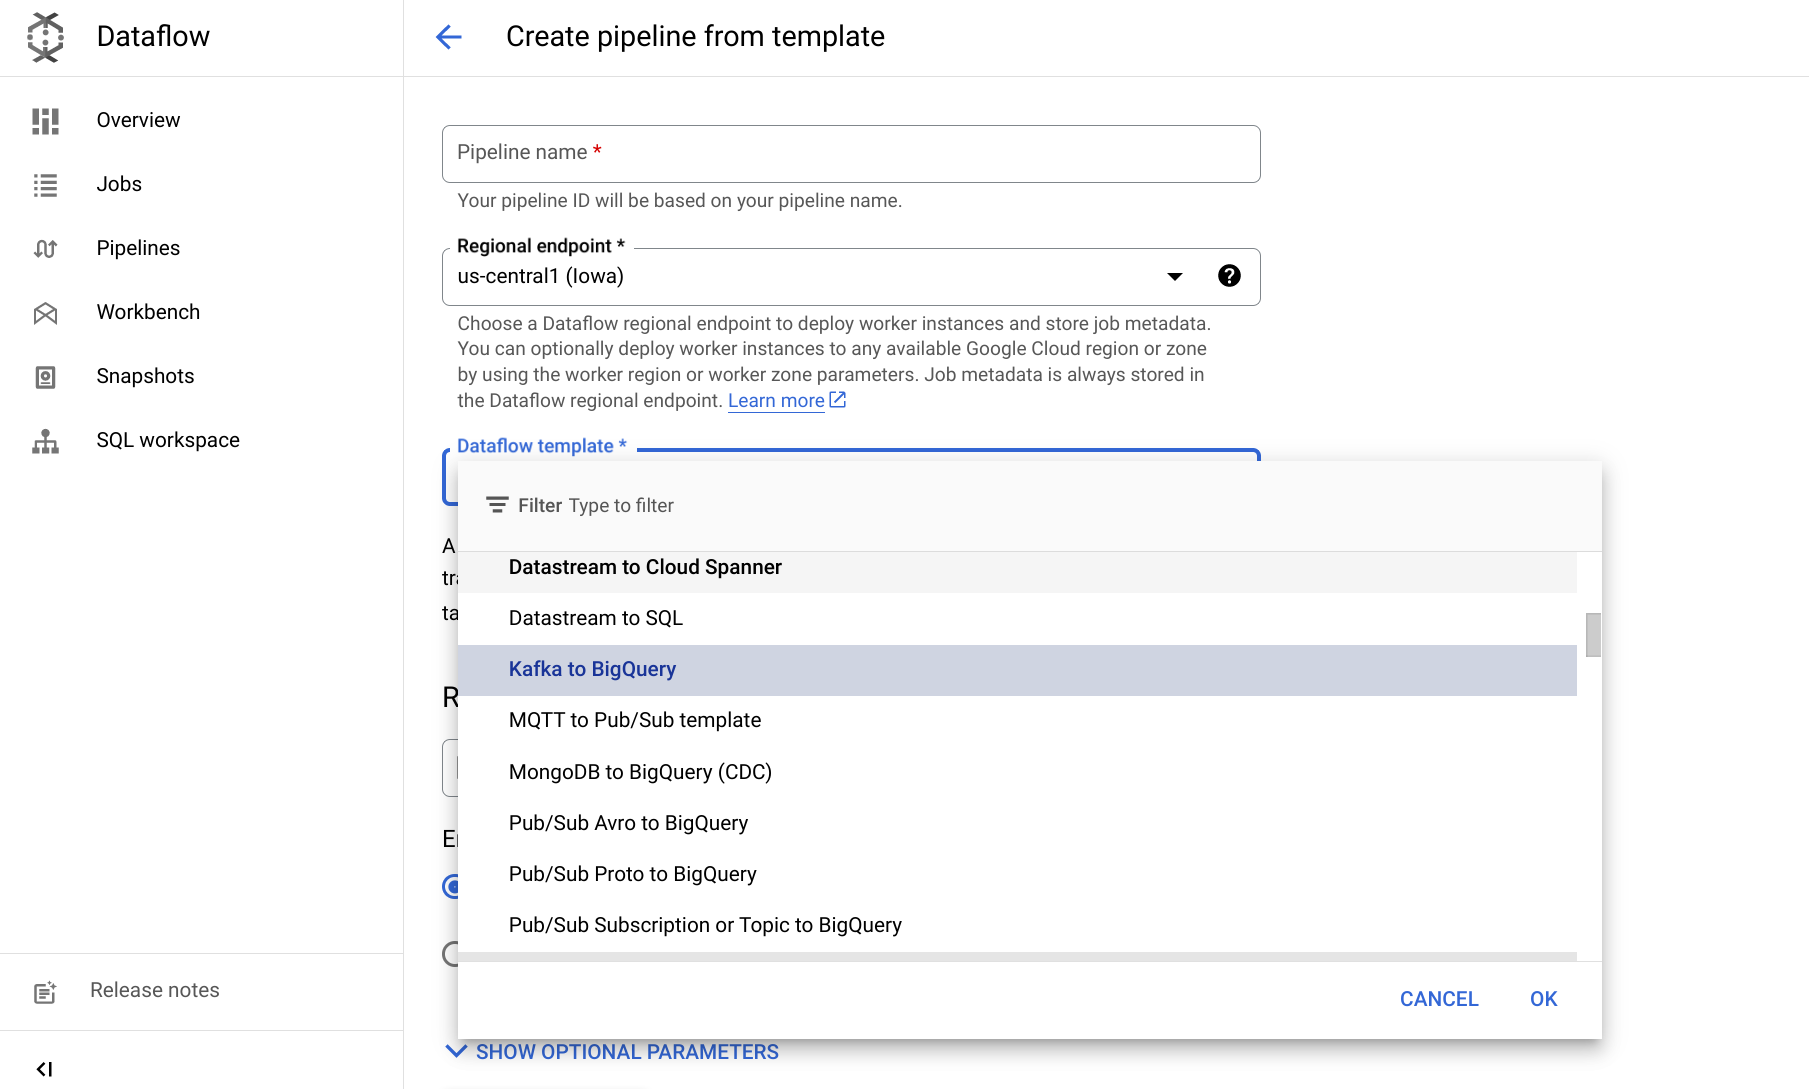 Dataflow
Create pipeline from template
Overview
Jobs
Pipelines
Workbench
Snapshots
SQL workspace
Release notes
Pipeline name *
Your pipeline ID will be based on your pipeline name.
Regional endpoint *
us-central1 (Iowa)
Choose a Dataflow regional endpoint to deploy worker instances and store job metadata.
You can optionally deploy worker instances to any available Google Cloud region or zone
by using the worker region or worker zone parameters. Job metadata is always stored in
the Dataflow regional endpoint. Learn more
Dataflow template *
Filter Type to filter
Datastream to Cloud Spanner
Datastream to SQL
Kafka to BigQuery
MQTT to Pub/Sub template
MongoDB to BigQuery (CDC)
Pub/Sub Avro to BigQuery
Pub/Sub Proto to BigQuery
Pub/Sub Subscription or Topic to BigQuery
CANCEL OK
SHOW OPTIONAL PARAMETERS